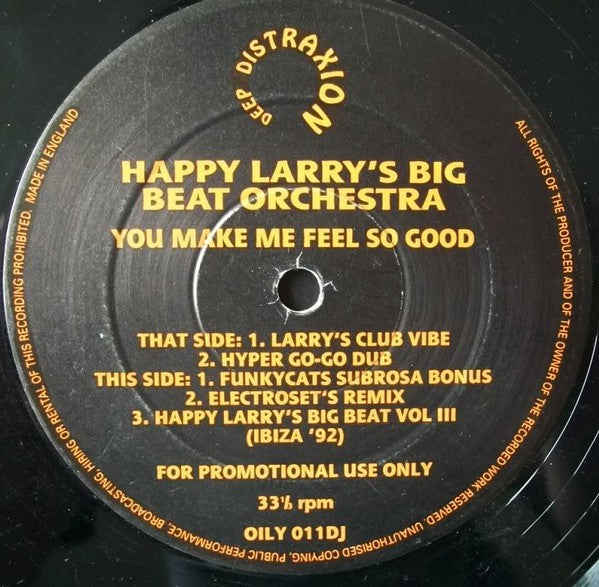 DEEP DISTRAXION
HAPPY LARRY'S BIG
BEAT ORCHESTRA
YOU MAKE ME FEEL SO GOOD
THAT SIDE: 1. LARRY'S CLUB VIBE
2. HYPER GO-GO DUB
THIS SIDE: 1. FUNKYCATS SUBROSA BONUS
2. ELECTROSET'S REMIX
3. HAPPY LARRY'S BIG BEAT VOL III
(IBIZA '92)
FOR PROMOTIONAL USE ONLY
33⅓ rpm
OILY 011DJ
ALL RIGHTS OF THE PRODUCER AND OF THE OWNER OF THE RECORDED WORK RESERVED. UNAUTHORISED COPYING, PUBLIC PERFORMANCE, BROADCASTING, HIRING OR RENTAL OF THIS RECORDING PROHIBITED. MADE IN ENGLAND